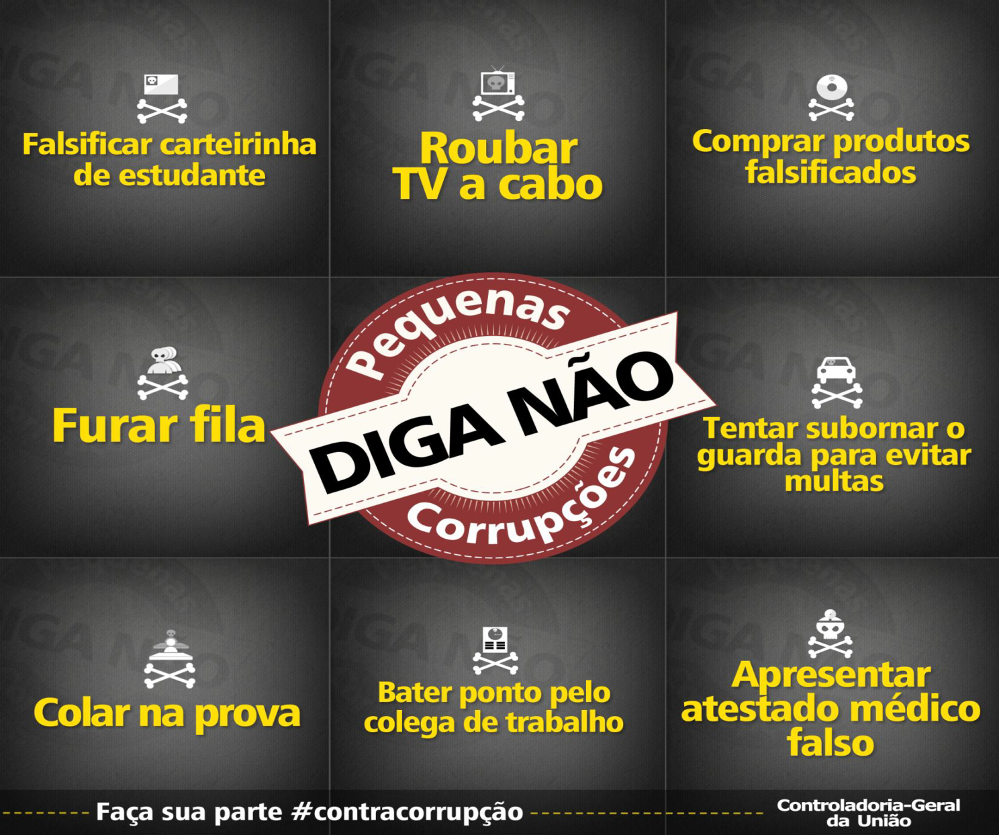 Falsificar carteirinha
de estudante
Roubar
TV a cabo
Comprar produtos
falsificados
Furar fila
Pequenas
DIGA NÃO
Corrupções
Tentar subornar o
guarda para evitar
multas
Colar na prova
Bater ponto pelo
colega de trabalho
Apresentar
atestado médico
falso
Faça sua parte #contracorrupção
Controladoria-Geral
da União